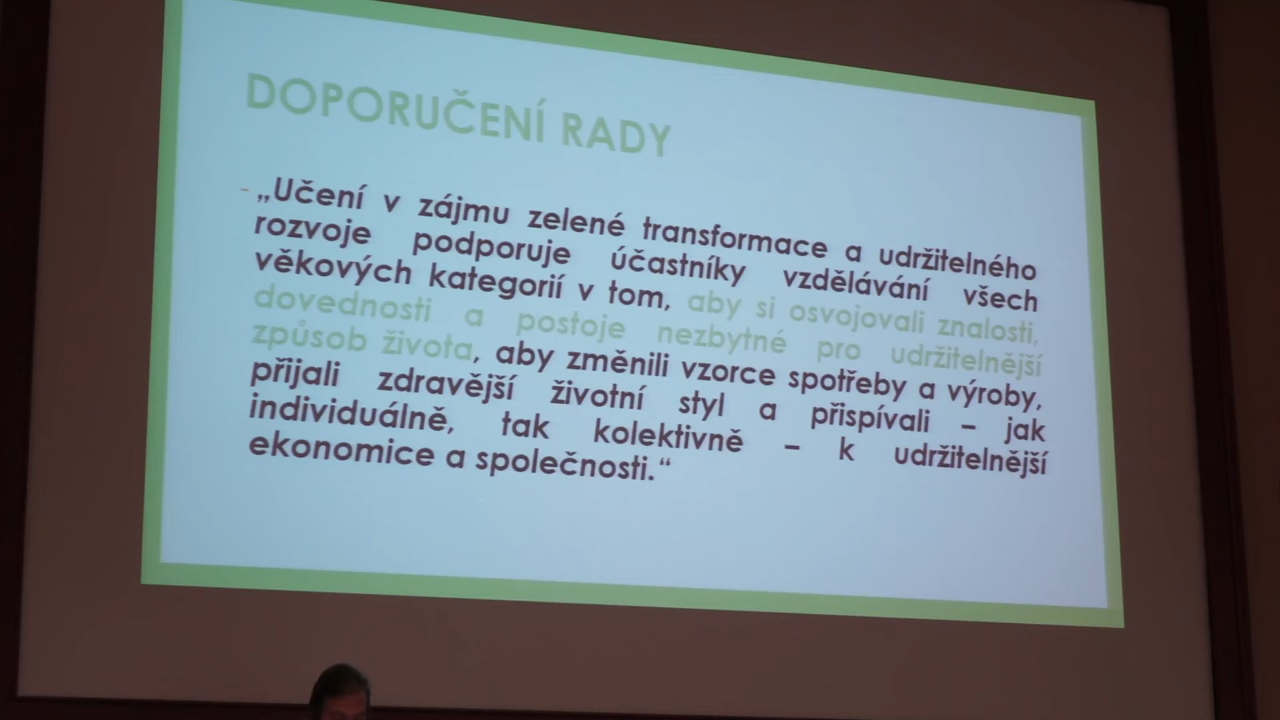 DOPORUČENÍ RADY
- „Učení v zájmu zelené transformace a udržitelného
rozvoje podporuje účastníky vzdělávání všech
věkových kategorií v tom, aby si osvojovali znalosti,
dovednosti a postoje nezbytné pro udržitelnější
způsob života, aby změnili vzorce spotřeby a výroby,
přijali zdravější životní styl a přispívali – jak
individuálně, tak kolektivně – k udržitelnější
ekonomice a společnosti.“